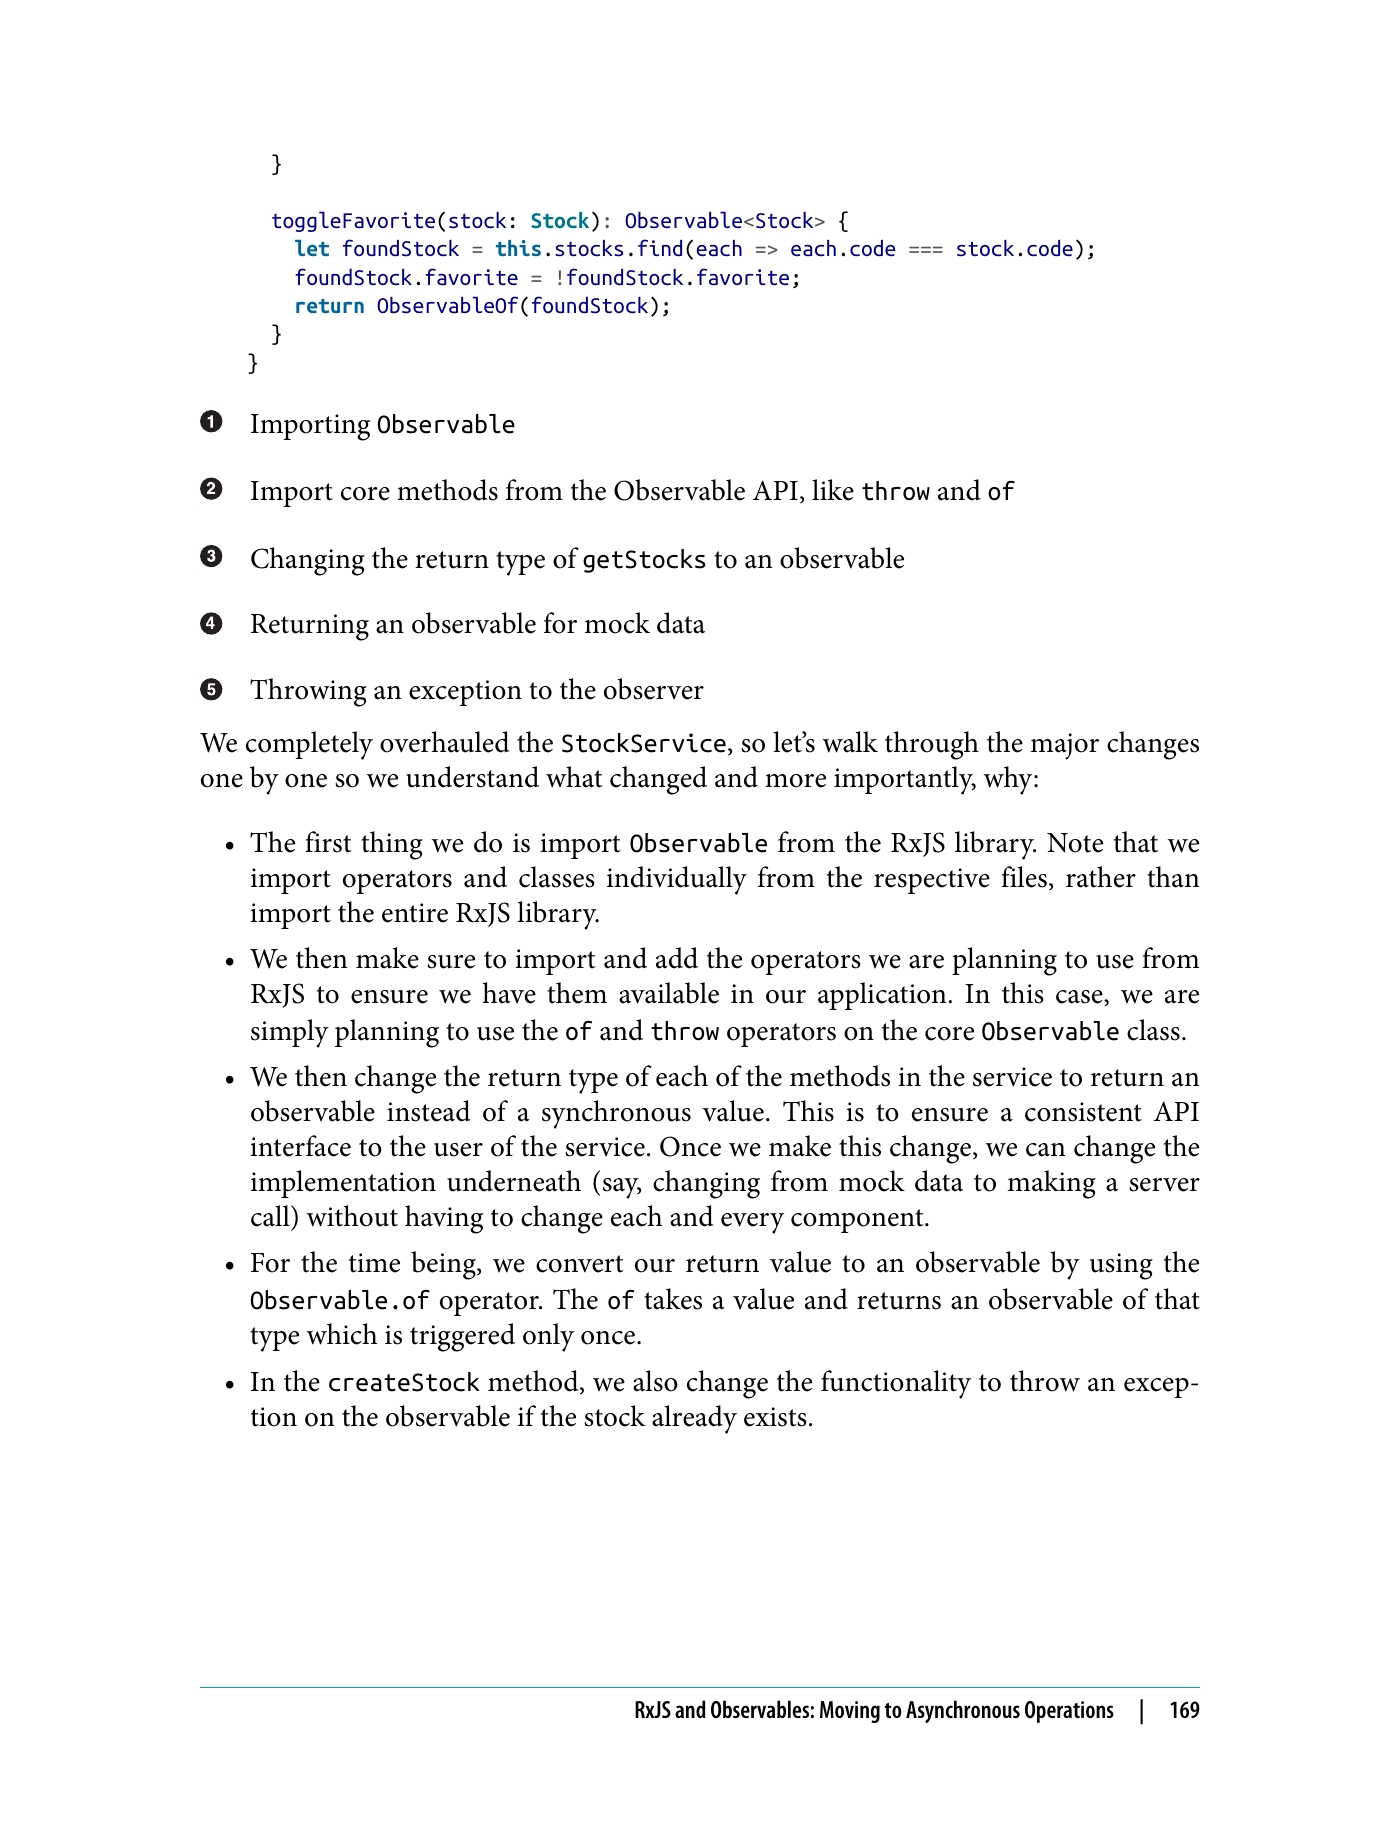 }
toggleFavorite(stock: Stock): Observable<Stock> {
let foundStock = this.stocks.find(each => each.code === stock.code);
foundStock.favorite = !foundStock.favorite;
return ObservableOf(foundStock);
}
}
1 Importing Observable
2 Import core methods from the Observable API, like throw and of
3 Changing the return type of getStocks to an observable
4 Returning an observable for mock data
5 Throwing an exception to the observer
We completely overhauled the StockService, so let’s walk through the major changes
one by one so we understand what changed and more importantly, why:
• The first thing we do is import Observable from the RxJS library. Note that we
import operators and classes individually from the respective files, rather than
import the entire RxJS library.
• We then make sure to import and add the operators we are planning to use from
RxJS to ensure we have them available in our application. In this case, we are
simply planning to use the of and throw operators on the core Observable class.
• We then change the return type of each of the methods in the service to return an
observable instead of a synchronous value. This is to ensure a consistent API
interface to the user of the service. Once we make this change, we can change the
implementation underneath (say, changing from mock data to making a server
call) without having to change each and every component.
• For the time being, we convert our return value to an observable by using the
Observable.of operator. The of takes a value and returns an observable of that
type which is triggered only once.
• In the createStock method, we also change the functionality to throw an excep-
tion on the observable if the stock already exists.
RxJS and Observables: Moving to Asynchronous Operations | 169